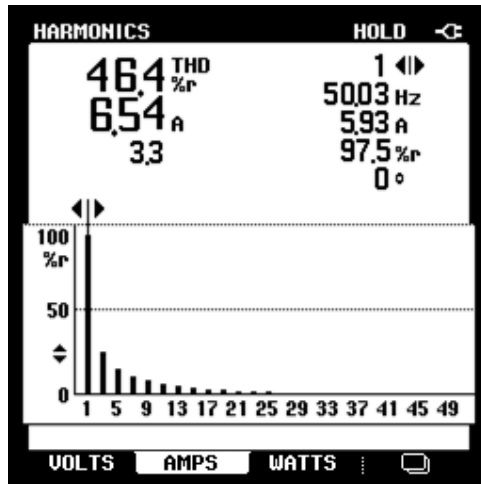 HARMONICS HOLD
46.4 THD %r
6.54 A
3.3
1
50.03 Hz
5.93 A
97.5 %r
0 °
100
%r
50
0
1 5 9 13 17 21 25 29 33 37 41 45 49
VOLTS AMPS WATTS